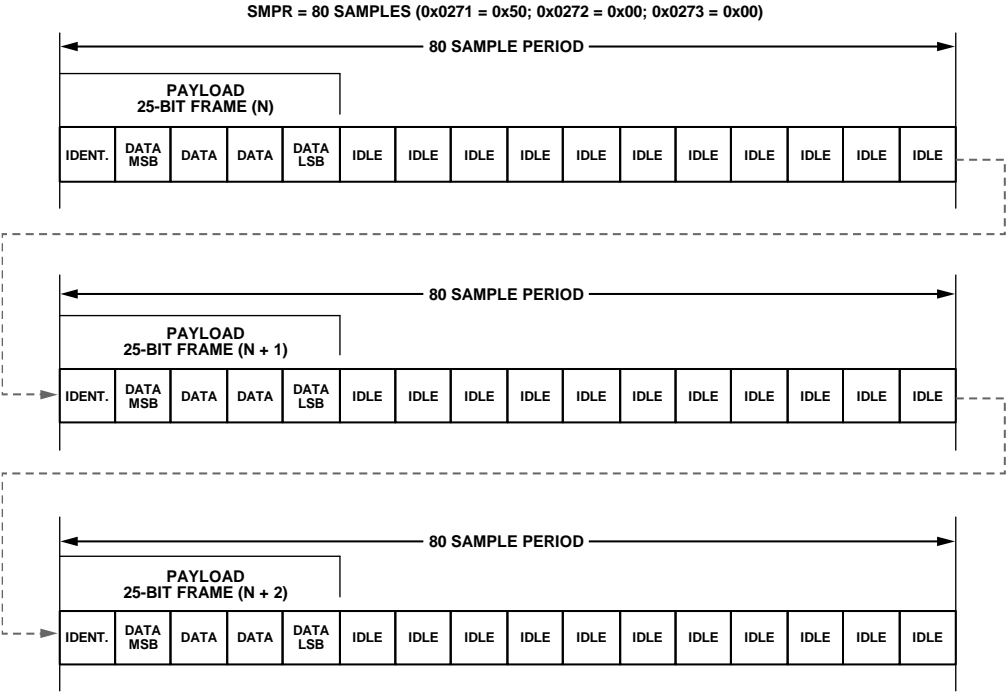 SMPR = 80 SAMPLES (0x0271 = 0x50; 0x0272 = 0x00; 0x0273 = 0x00)
80 SAMPLE PERIOD
PAYLOAD
25-BIT FRAME (N)
IDENT. DATA MSB DATA DATA DATA LSB IDLE IDLE IDLE IDLE IDLE IDLE IDLE IDLE IDLE IDLE IDLE
80 SAMPLE PERIOD
PAYLOAD
25-BIT FRAME (N + 1)
IDENT. DATA MSB DATA DATA DATA LSB IDLE IDLE IDLE IDLE IDLE IDLE IDLE IDLE IDLE IDLE IDLE
80 SAMPLE PERIOD
PAYLOAD
25-BIT FRAME (N + 2)
IDENT. DATA MSB DATA DATA DATA LSB IDLE IDLE IDLE IDLE IDLE IDLE IDLE IDLE IDLE IDLE IDLE